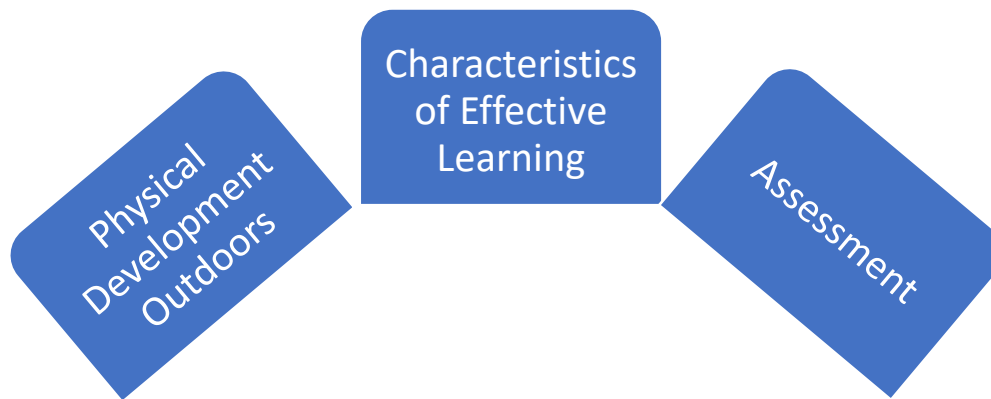 Physical
Development
Outdoors
Characteristics
of Effective
Learning
Assessment